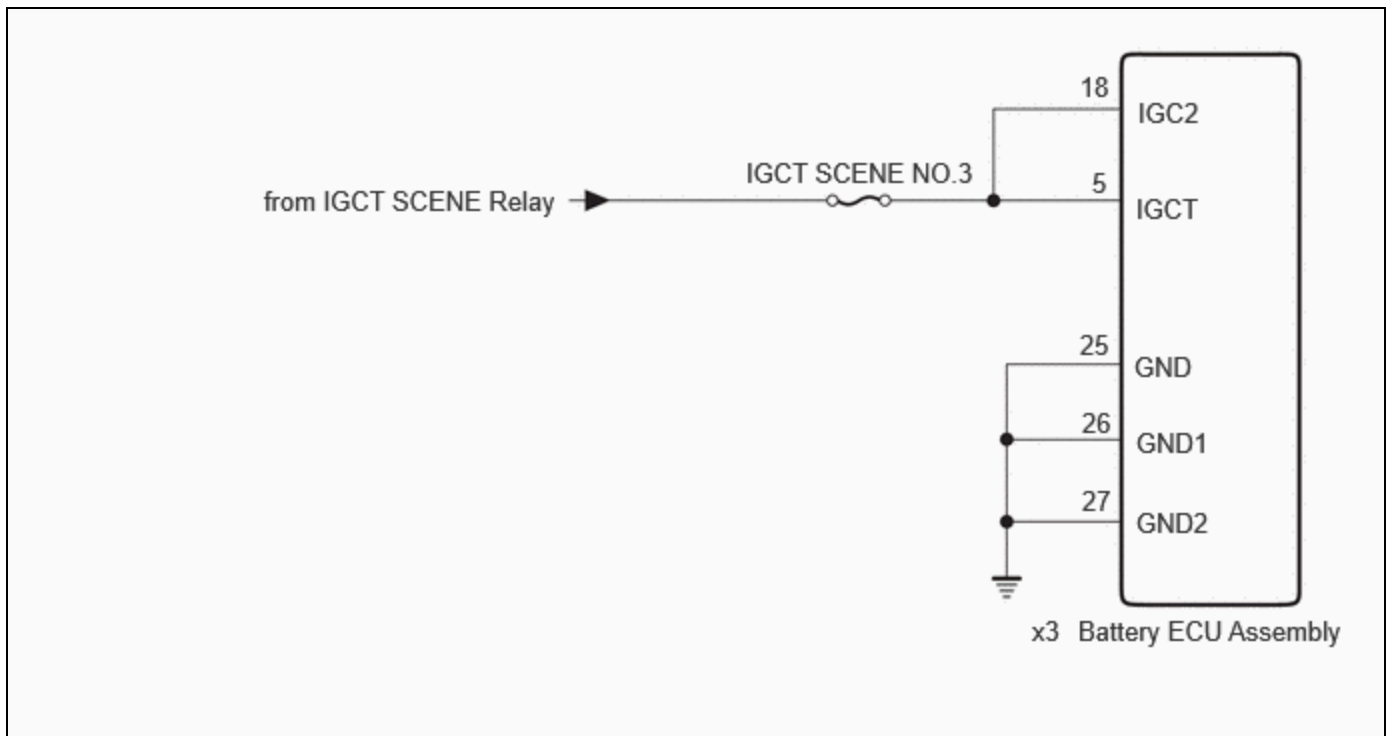 18
IGC2
IGCT SCENE NO.3
5
from IGCT SCENE Relay
IGCT
25
GND
26
GND1
27
GND2
x3 Battery ECU Assembly